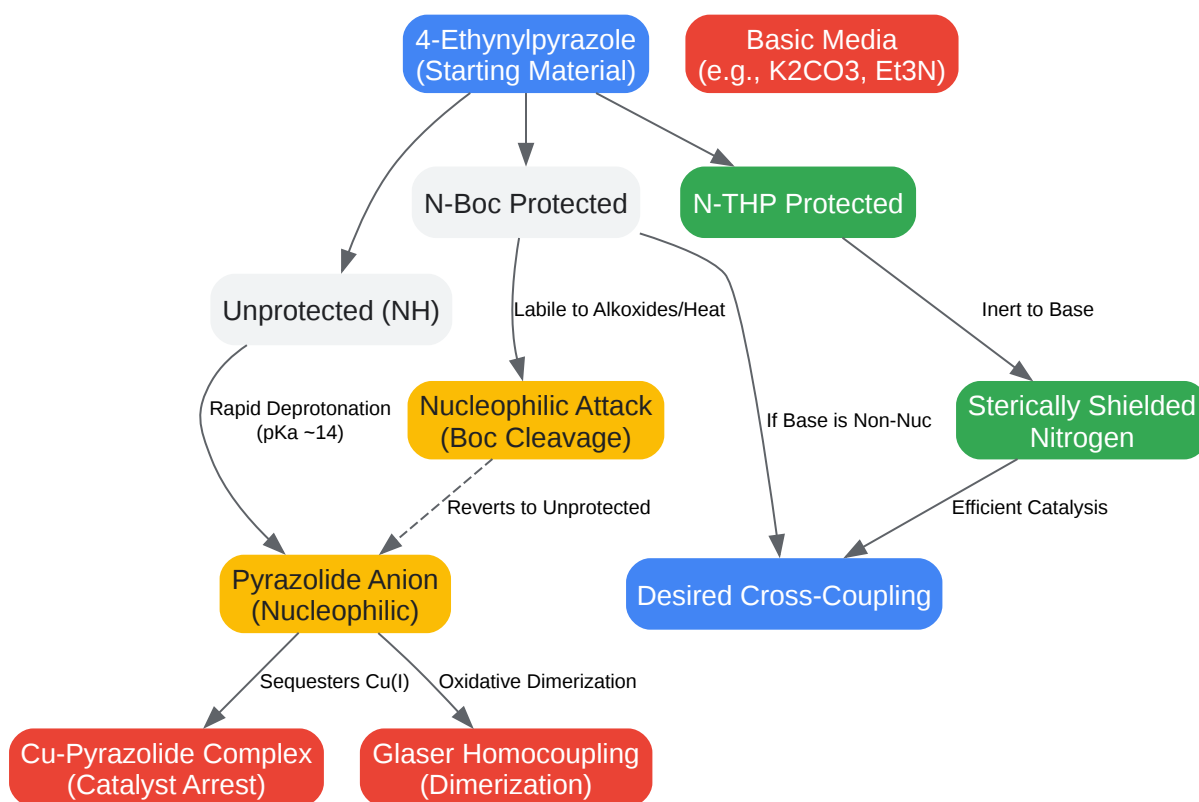 4-Ethynylpyrazole
(Starting Material)
Basic Media
(e.g., K2CO3, Et3N)
N-Boc Protected
N-THP Protected
Unprotected (NH)
Labile to Alkoxides/Heat
Inert to Base
Rapid Deprotonation
(pKa ~14)
Nucleophilic Attack
(Boc Cleavage)
If Base is Non-Nuc
Sterically Shielded
Nitrogen
Reverts to Unprotected
Efficient Catalysis
Pyrazolide Anion
(Nucleophilic)
Desired Cross-Coupling
Sequesters Cu(I)
Oxidative Dimerization
Cu-Pyrazolide Complex
(Catalyst Arrest)
Glaser Homocoupling
(Dimerization)